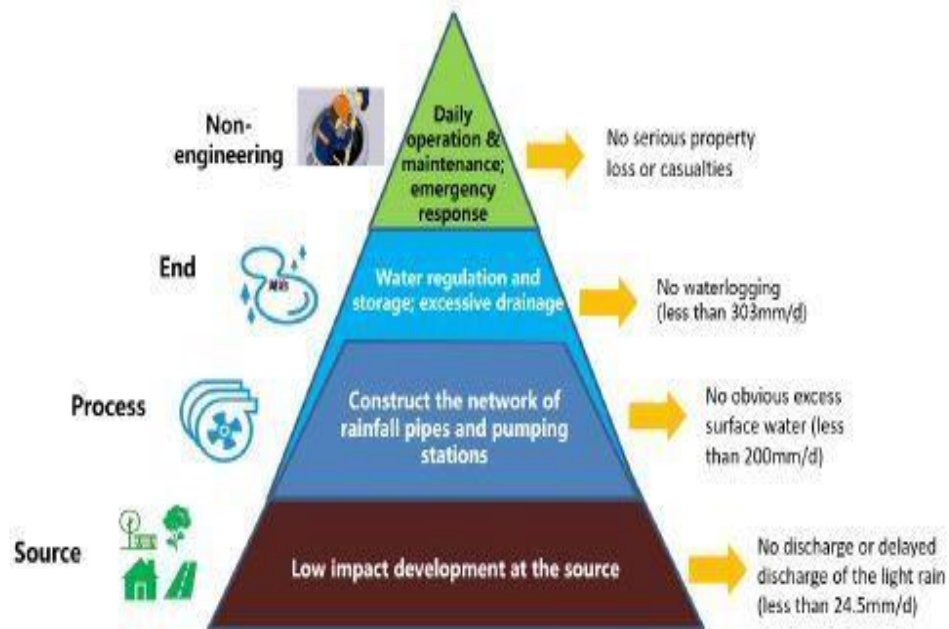 Non-
engineering
Daily
operation &
maintenance;
emergency
response
No serious property
loss or casualties
End
Water regulation and
storage; excessive drainage
No waterlogging
(less than 303mm/d)
Process
Construct the network of
rainfall pipes and pumping
stations
No obvious excess
surface water (less
than 200mm/d)
Source
Low impact development at the source
No discharge or delayed
discharge of the light rain
(less than 24.5mm/d)